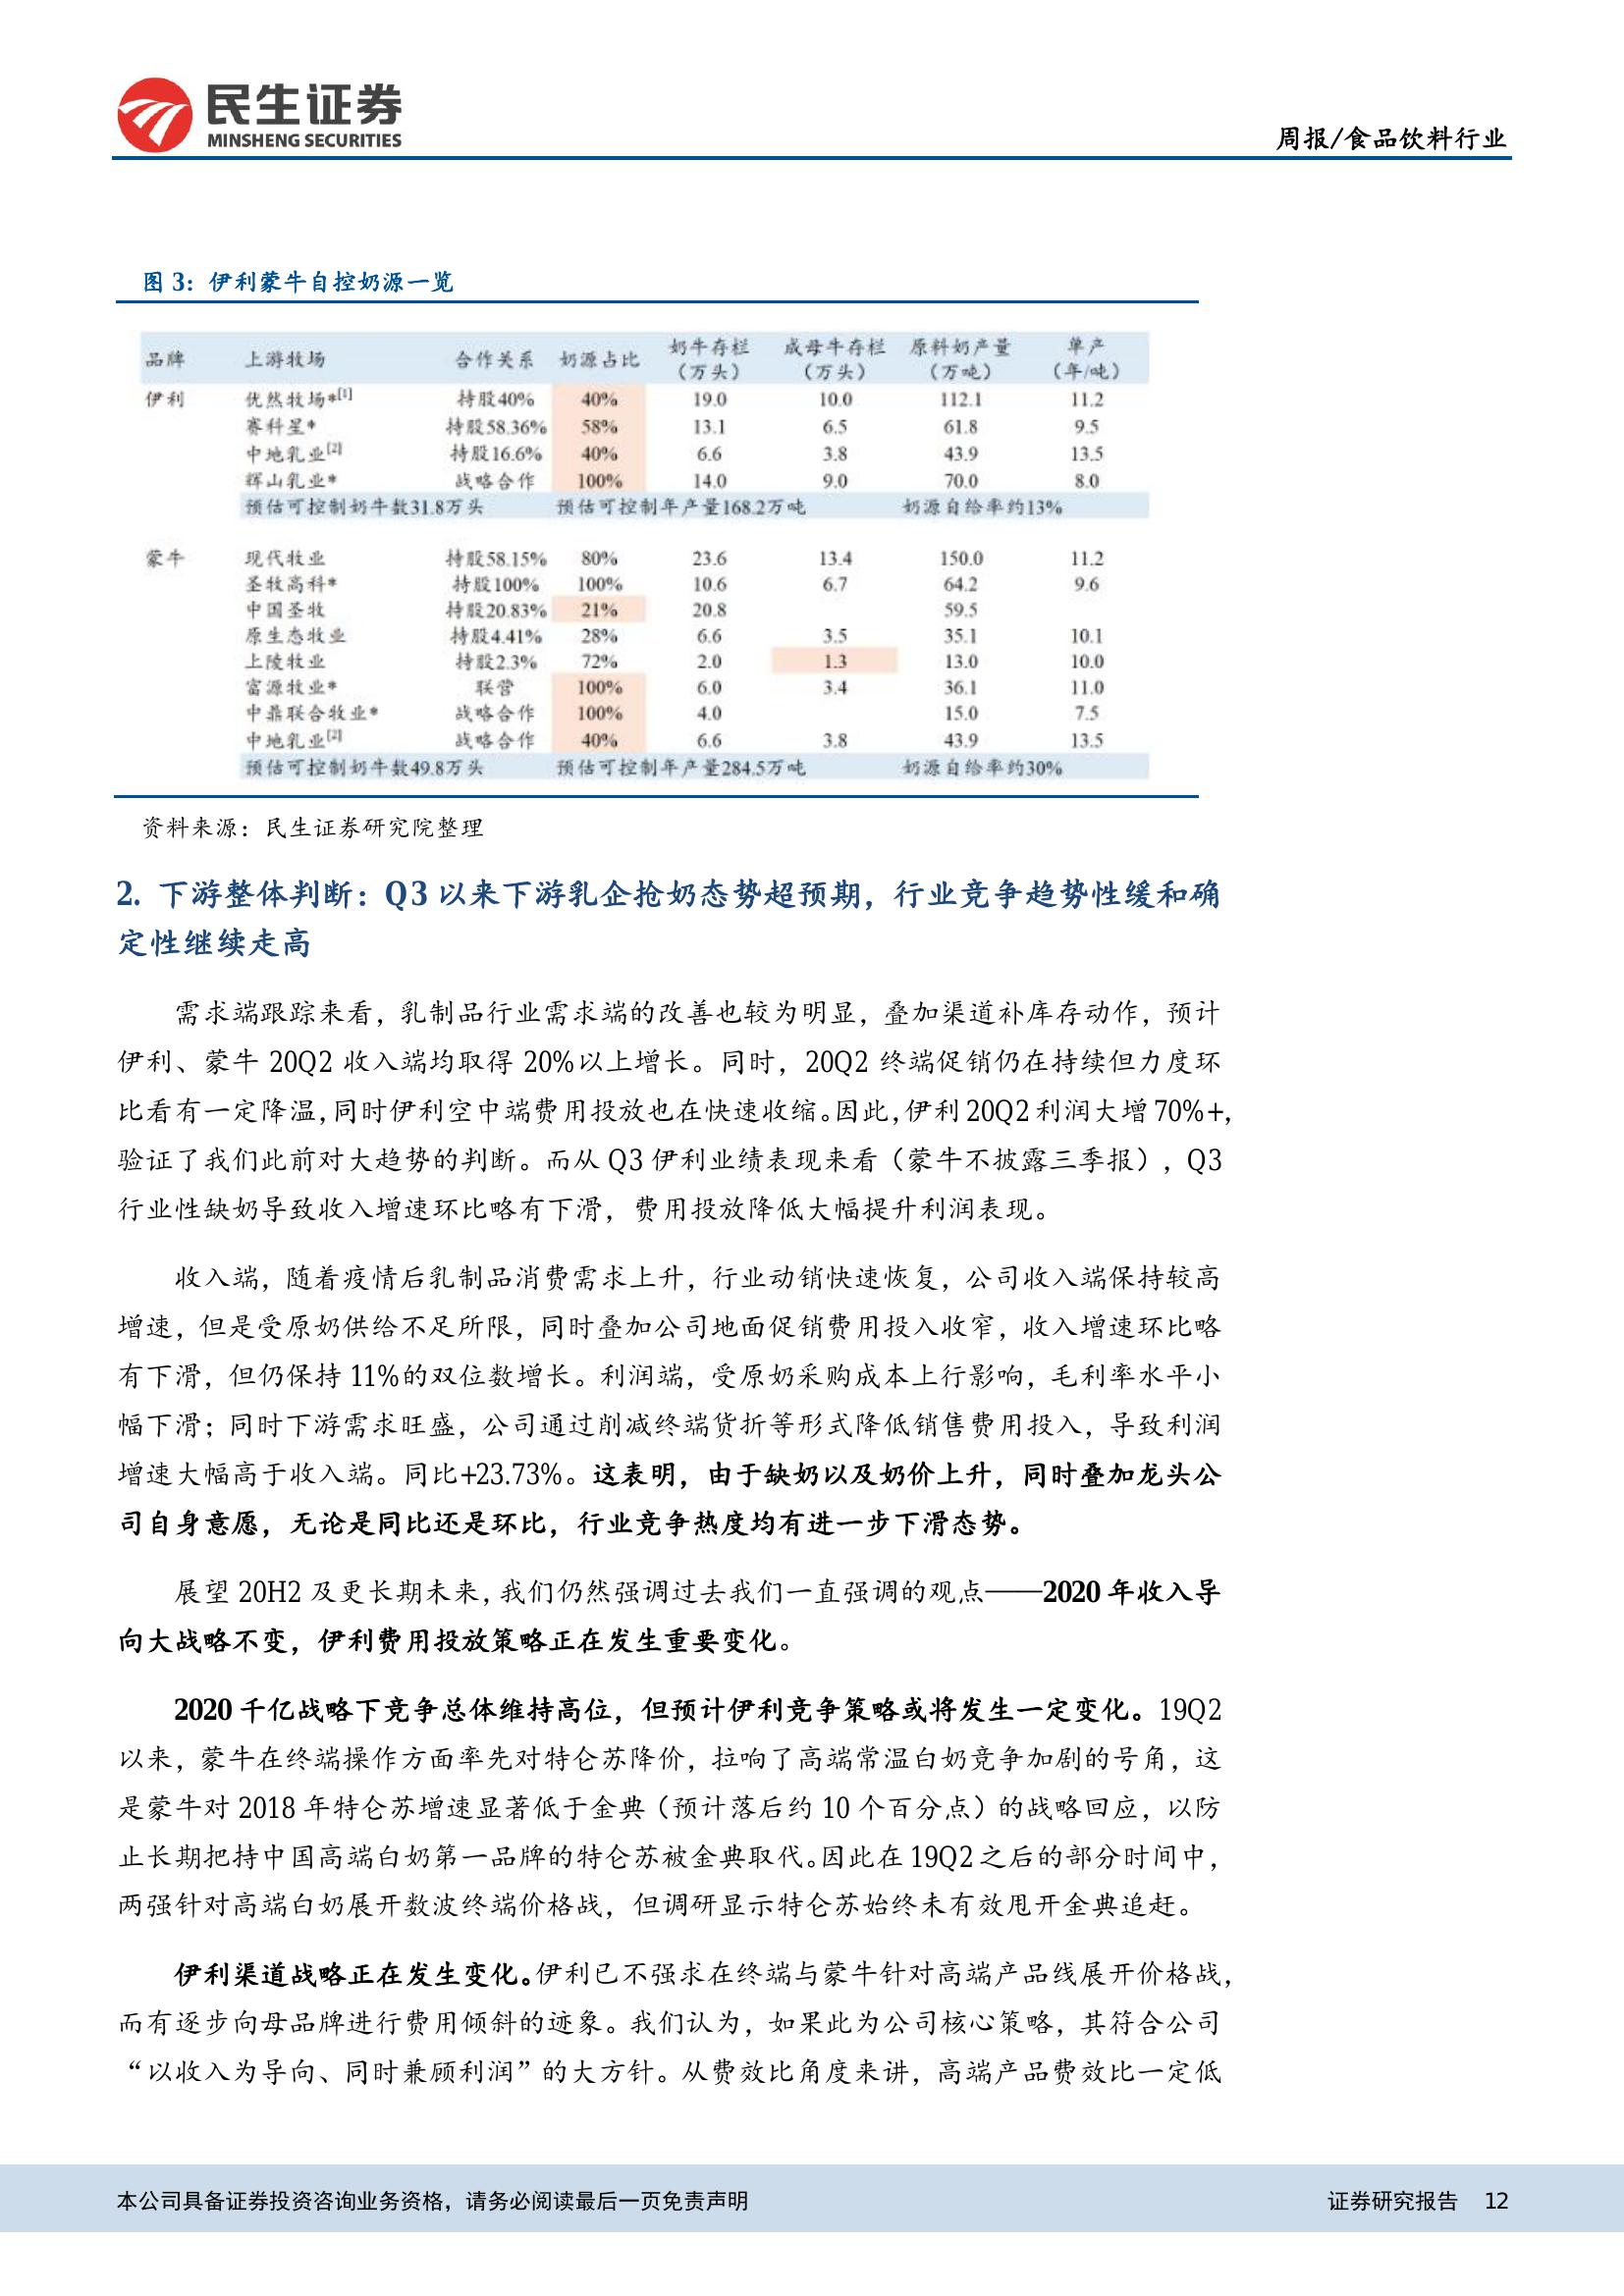 民生证券
MINSHENG SECURITIES
周报/食品饮料行业
图 3：伊利蒙牛自控奶源一览
品牌 上游牧场 合作关系 奶源占比 奶牛存栏（万头） 成母牛存栏（万头） 原料奶产量（万吨） 单产（年/吨）
伊利 优然牧场*[1] 持股40% 40% 19.0 10.0 112.1 11.2
赛科星* 持股58.36% 58% 13.1 6.5 61.8 9.5
中地乳业[2] 持股16.6% 40% 6.6 3.8 43.9 13.5
辉山乳业* 战略合作 100% 14.0 9.0 70.0 8.0
预估可控制奶牛数31.8万头 预估可控制年产量168.2万吨 奶源自给率约13%
蒙牛 现代牧业 持股58.15% 80% 23.6 13.4 150.0 11.2
圣牧高科* 持股100% 100% 10.6 6.7 64.2 9.6
中国圣牧 持股20.83% 21% 20.8 59.5
原生态牧业 持股4.41% 28% 6.6 3.5 35.1 10.1
上陵牧业 持股2.3% 72% 2.0 1.3 13.0 10.0
富源牧业* 联营 100% 6.0 3.4 36.1 11.0
中鼎联合牧业* 战略合作 100% 4.0 15.0 7.5
中地乳业[2] 战略合作 40% 6.6 3.8 43.9 13.5
预估可控制奶牛数49.8万头 预估可控制年产量284.5万吨 奶源自给率约30%
资料来源：民生证券研究院整理
2. 下游整体判断：Q3 以来下游乳企抢奶态势超预期，行业竞争趋势性缓和确
定性继续走高
需求端跟踪来看，乳制品行业需求端的改善也较为明显，叠加渠道补库存动作，预计
伊利、蒙牛 20Q2 收入端均取得 20%以上增长。同时，20Q2 终端促销仍在持续但力度环
比看有一定降温，同时伊利空中端费用投放也在快速收缩。因此，伊利 20Q2 利润大增 70%+，
验证了我们此前对大趋势的判断。而从 Q3 伊利业绩表现来看（蒙牛不披露三季报），Q3
行业性缺奶导致收入增速环比略有下滑，费用投放降低大幅提升利润表现。
收入端，随着疫情后乳制品消费需求上升，行业动销快速恢复，公司收入端保持较高
增速，但是受原奶供给不足所限，同时叠加公司地面促销费用投入收窄，收入增速环比略
有下滑，但仍保持 11%的双位数增长。利润端，受原奶采购成本上行影响，毛利率水平小
幅下滑；同时下游需求旺盛，公司通过削减终端货折等形式降低销售费用投入，导致利润
增速大幅高于收入端。同比+23.73%。这表明，由于缺奶以及奶价上升，同时叠加龙头公
司自身意愿，无论是同比还是环比，行业竞争热度均有进一步下滑态势。
展望 20H2 及更长期未来，我们仍然强调过去我们一直强调的观点——2020 年收入导
向大战略不变，伊利费用投放策略正在发生重要变化。
2020 千亿战略下竞争总体维持高位，但预计伊利竞争策略或将发生一定变化。19Q2
以来，蒙牛在终端操作方面率先对特仑苏降价，拉响了高端常温白奶竞争加剧的号角，这
是蒙牛对 2018 年特仑苏增速显著低于金典（预计落后约 10 个百分点）的战略回应，以防
止长期把持中国高端白奶第一品牌的特仑苏被金典取代。因此在 19Q2 之后的部分时间中，
两强针对高端白奶展开数波终端价格战，但调研显示特仑苏始终未有效甩开金典追赶。
伊利渠道战略正在发生变化。伊利已不强求在终端与蒙牛针对高端产品线展开价格战，
而有逐步向母品牌进行费用倾斜的迹象。我们认为，如果此为公司核心策略，其符合公司
“以收入为导向、同时兼顾利润”的大方针。从费效比角度来讲，高端产品费效比一定低
本公司具备证券投资咨询业务资格，请务必阅读最后一页免责声明
证券研究报告 12